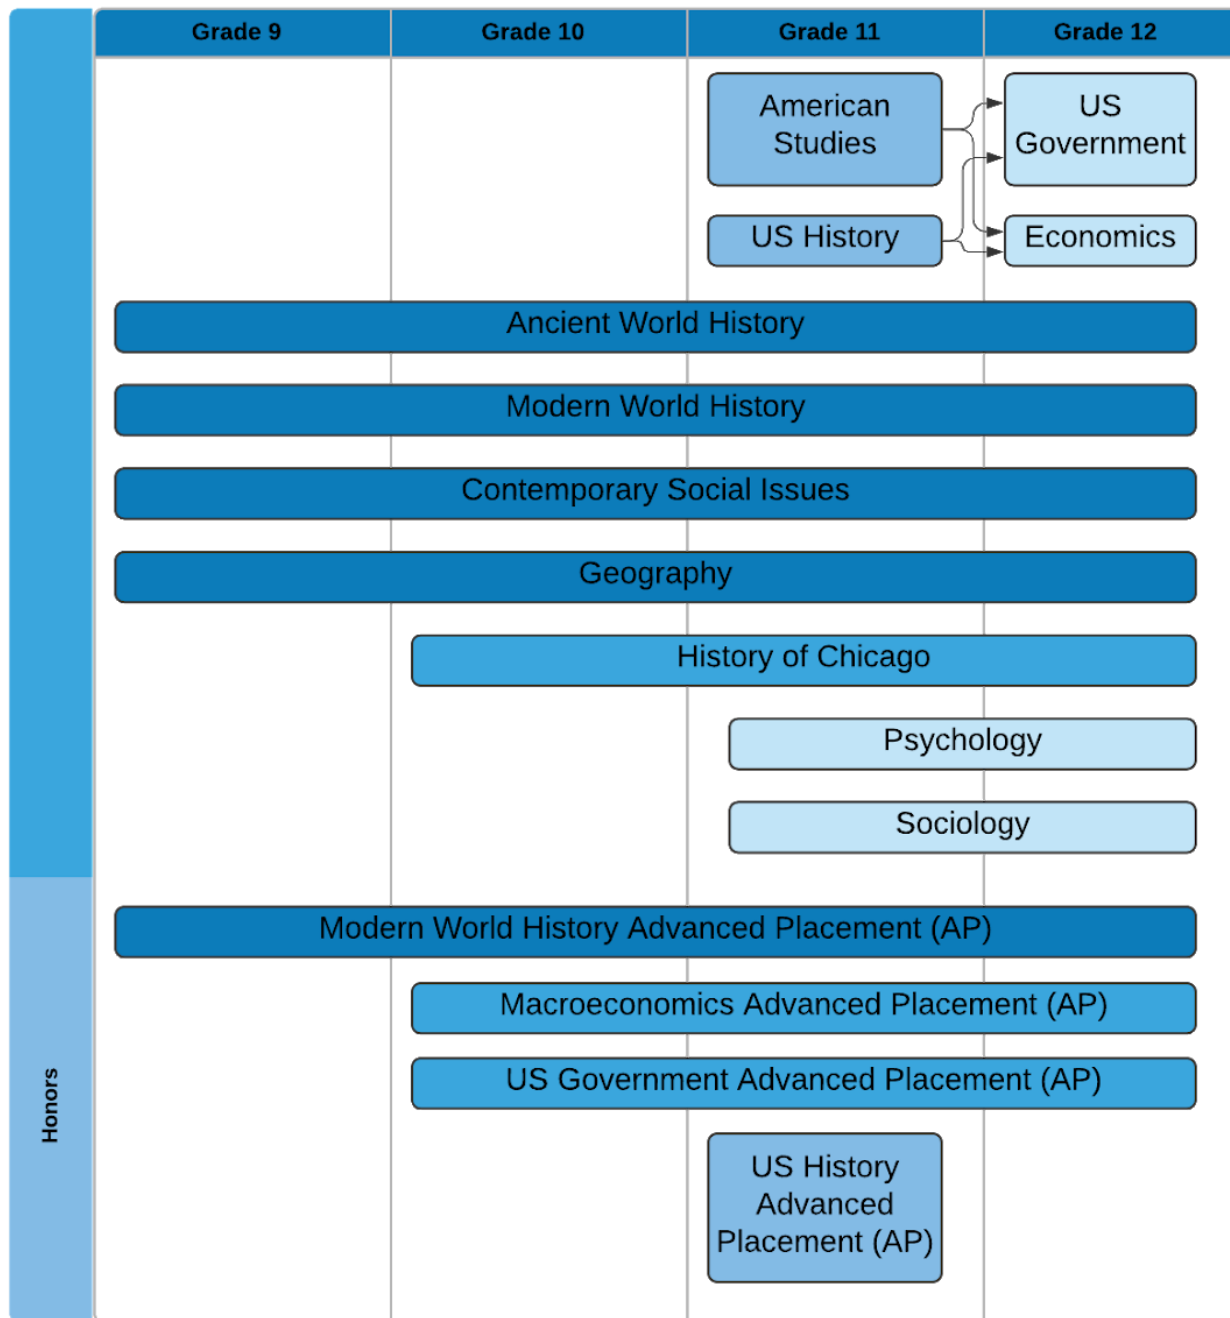 Grade 9
Grade 10
Grade 11
Grade 12
American
Studies
US
Government
US History
Economics
Ancient World History
Modern World History
Contemporary Social Issues
Geography
History of Chicago
Psychology
Sociology
Honors
Modern World History Advanced Placement (AP)
Macroeconomics Advanced Placement (AP)
US Government Advanced Placement (AP)
US History
Advanced
Placement (AP)